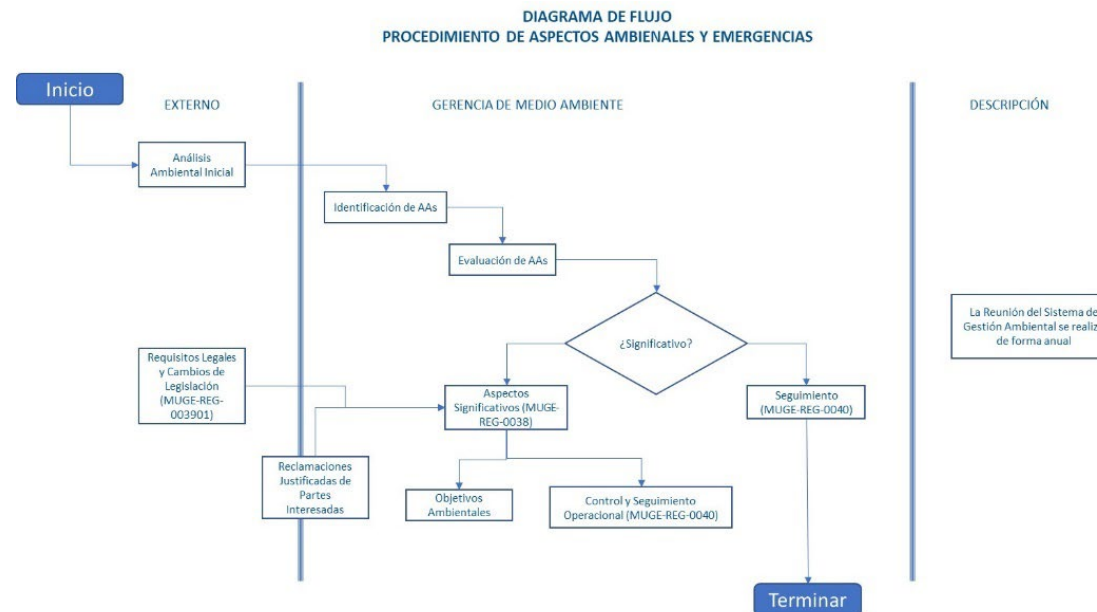 DIAGRAMA DE FLUJO
PROCEDIMIENTO DE ASPECTOS AMBIENALES Y EMERGENCIAS
Inicio
EXTERNO
GERENCIA DE MEDIO AMBIENTE
DESCRIPCIÓN
Análisis
Ambiental Inicial
Identificación de AAs
Evaluación de AAs
¿Significativo?
La Reunión del Sistema de
Gestión Ambiental se realiz
de forma anual
Requisitos Legales
y Cambios de
Legislación
(MUGE-REG-
003901)
Aspectos
Significativos (MUGE-
REG-0038)
Seguimiento
(MUGE-REG-0040)
Reclamaciones
Justificadas de
Partes
Interesadas
Objetivos
Ambientales
Control y Seguimiento
Operacional (MUGE-REG-0040)
Terminar